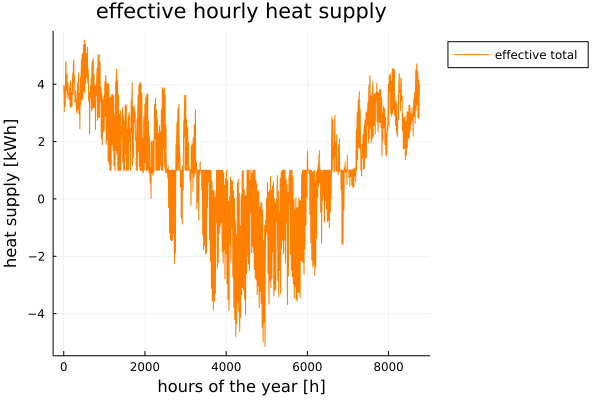 effective hourly heat supply
effective total
heat supply [kWh]
4
2
0
−2
−4
0
2000
4000
6000
8000
hours of the year [h]